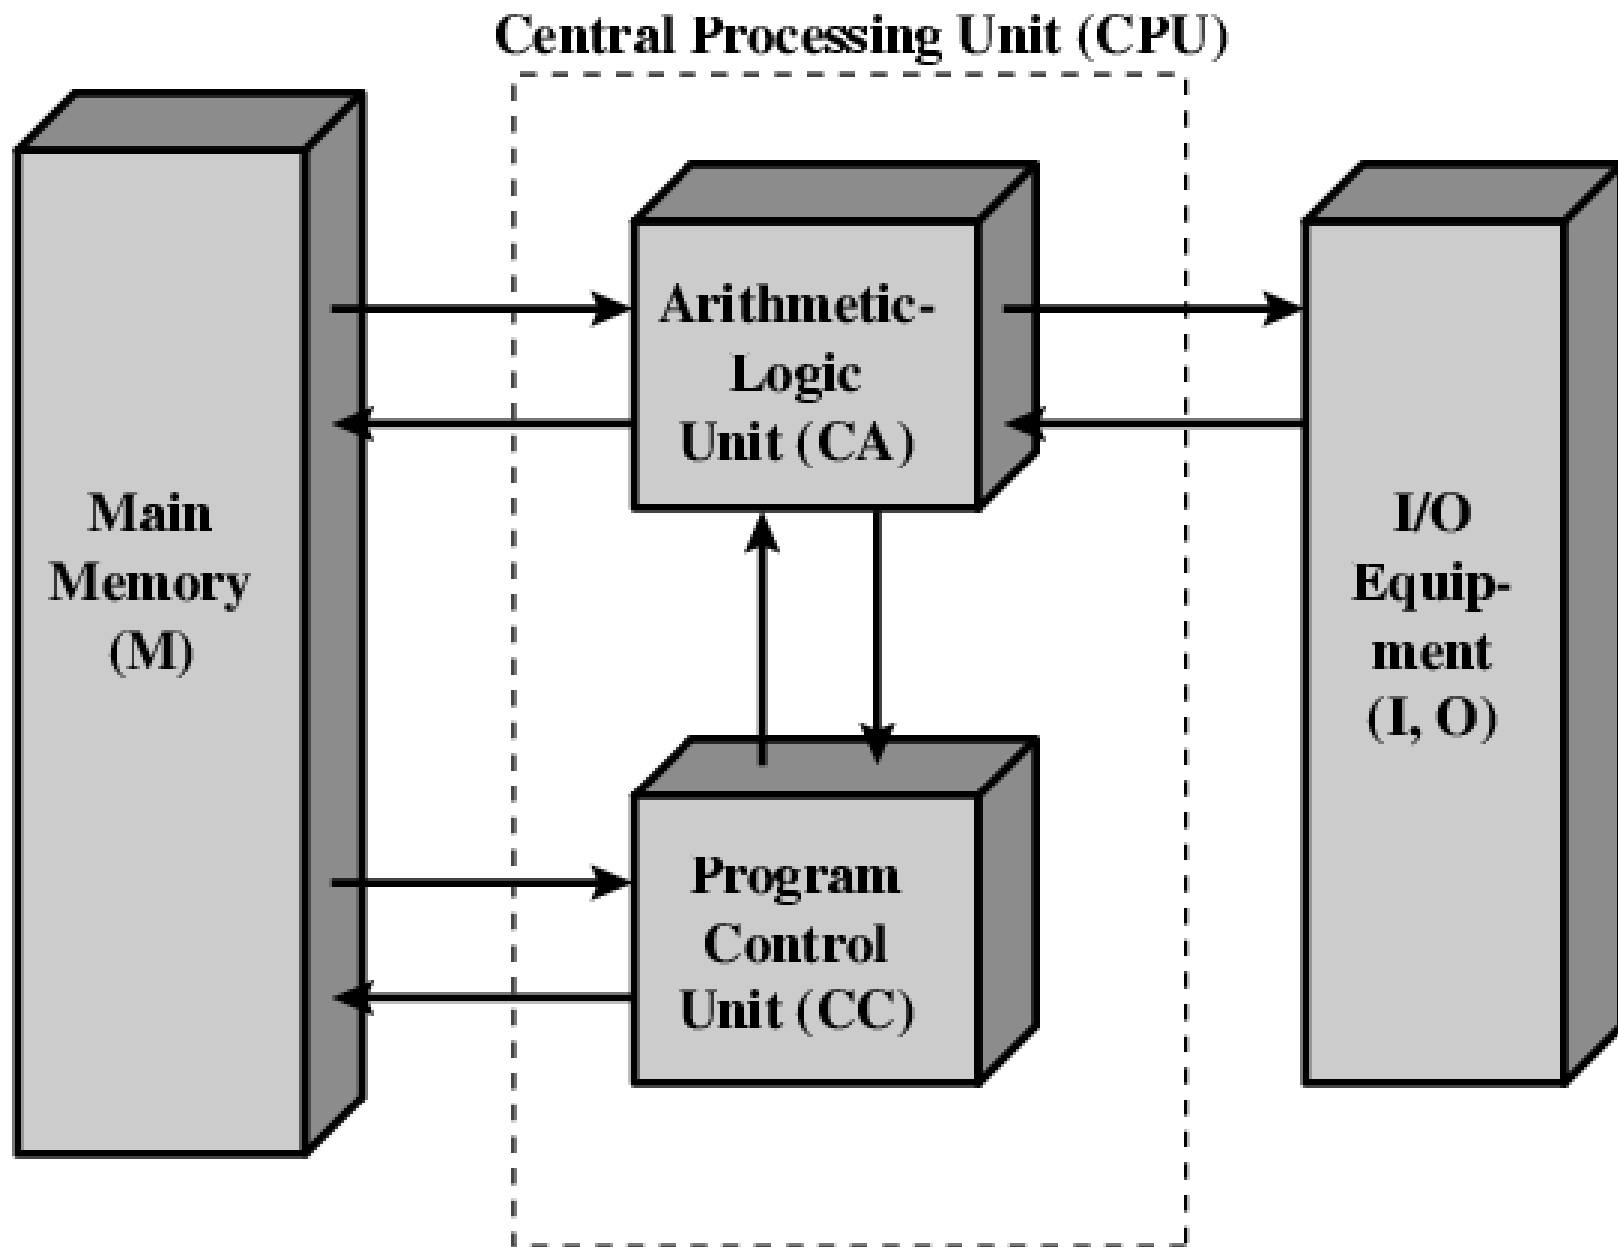 Central Processing Unit (CPU)
Arithmetic-
Logic
Unit (CA)
Main
Memory
(M)
I/O
Equip-
ment
(I, O)
Program
Control
Unit (CC)